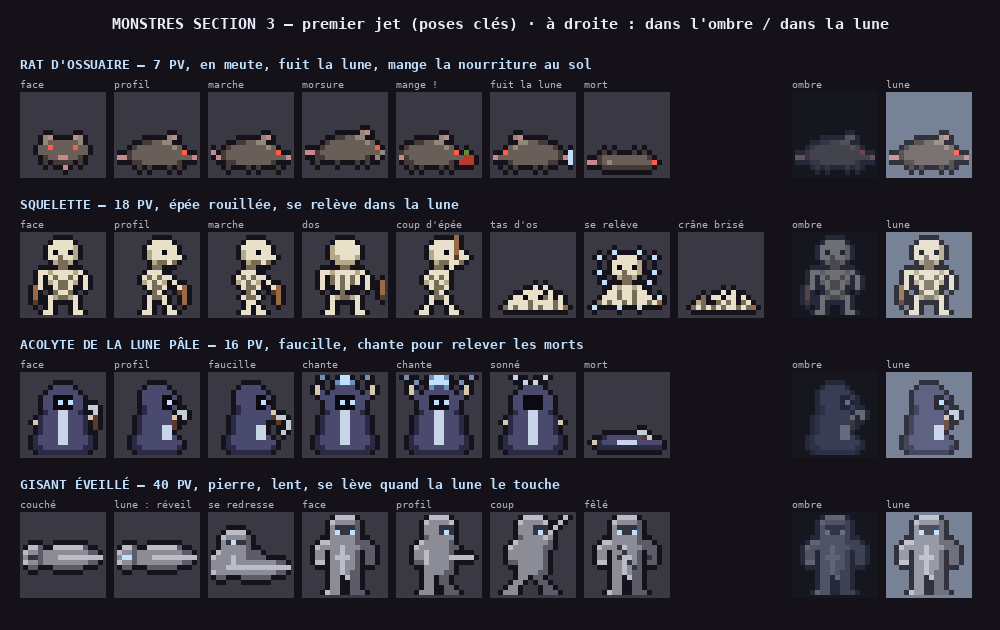 MONSTRES SECTION 3 — premier jet (poses clés) · à droite : dans l'ombre / dans la lune
RAT D'OSSUAIRE — 7 PV, en meute, fuit la lune, mange la nourriture au sol
face profil marche morsure mange ! fuit la lune mort ombre lune
SQUELETTE — 18 PV, épée rouillée, se relève dans la lune
face profil marche dos coup d'épée tas d'os se relève crâne brisé ombre lune
ACOLYTE DE LA LUNE PÂLE — 16 PV, faucille, chante pour relever les morts
face profil faucille chante chante sonné mort ombre lune
GISANT ÉVEILLÉ — 40 PV, pierre, lent, se lève quand la lune le touche
couché lune : réveil se redresse face profil coup fêlé ombre lune